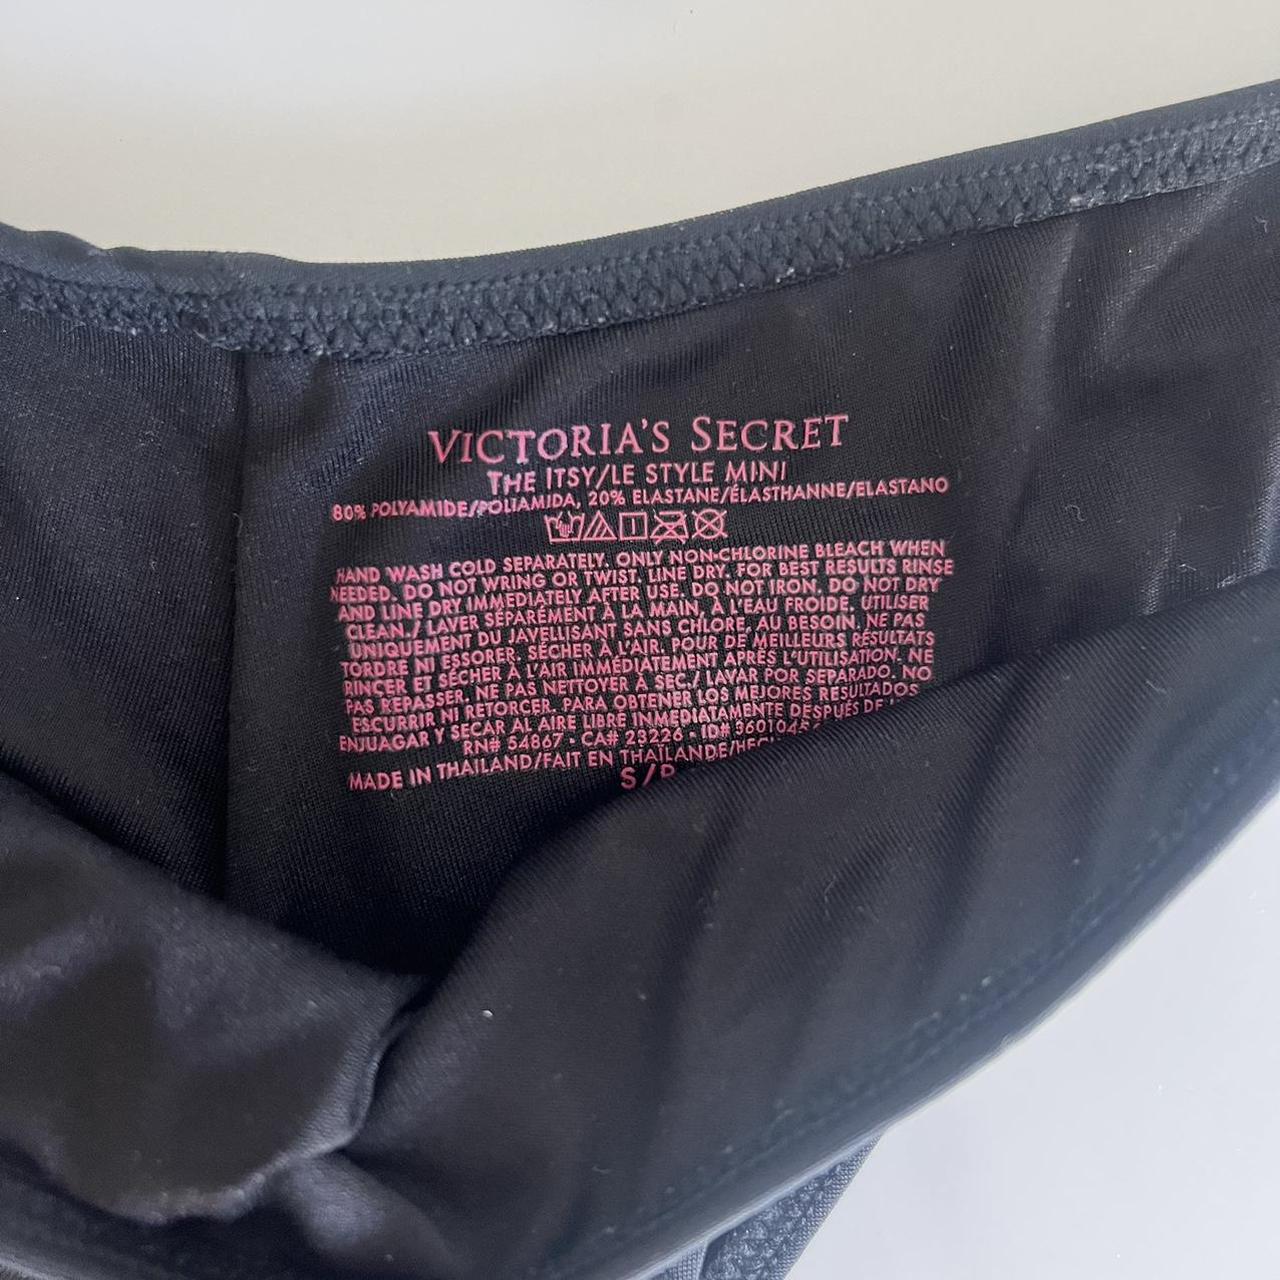 VICTORIA'S SECRET
THE ITSY/LE STYLE MINI
80% POLYAMIDE/POLIAMIDA, 20% ELASTANE/ÉLASTHANNE/ELASTANO
HAND WASH COLD SEPARATELY. ONLY NON-CHLORINE BLEACH WHEN
NEEDED. DO NOT WRING OR TWIST. LINE DRY. FOR BEST RESULTS RINSE
AND LINE DRY IMMEDIATELY AFTER USE. DO NOT IRON. DO NOT DRY
CLEAN./ LAVER SÉPARÉMENT À LA MAIN, À L'EAU FROIDE. UTILISER
UNIQUEMENT DU JAVELLISANT SANS CHLORE, AU BESOIN. NE PAS
TORDRE NI ESSORER. SÉCHER À L'AIR. POUR DE MEILLEURS RÉSULTATS
RINCER ET SÉCHER À L'AIR IMMÉDIATEMENT APRÈS L'UTILISATION. NE
PAS REPASSER. NE PAS NETTOYER À SEC./ LAVAR POR SEPARADO. NO
ESCURRIR NI RETORCER. PARA OBTENER LOS MEJORES RESULTADOS
ENJUAGAR Y SECAR AL AIRE LIBRE INMEDIATAMENTE DESPUÉS DE
RN# 54867 · CA# 23226 · ID# 3601045
MADE IN THAILAND/FAIT EN THAÏLANDE/
S/